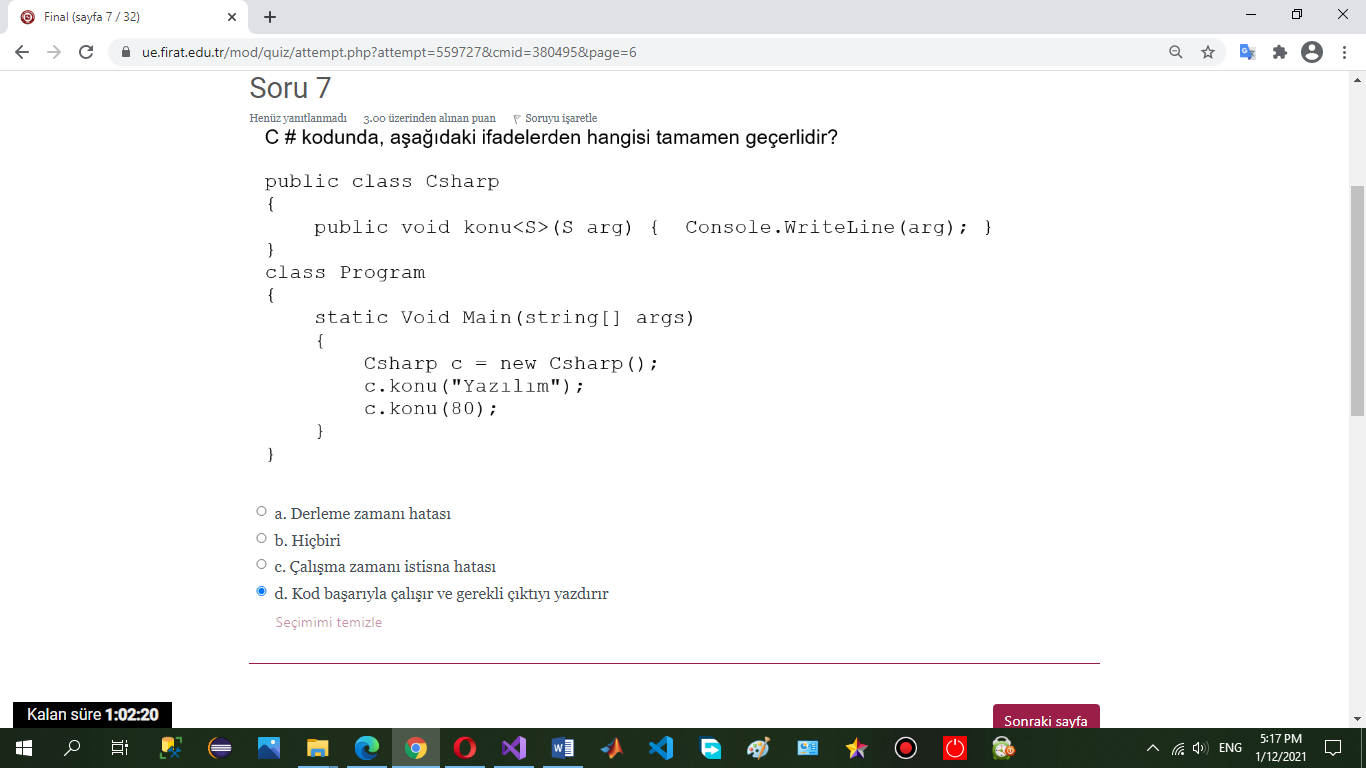 Final (sayfa 7 / 32)
ue.firat.edu.tr/mod/quiz/attempt.php?attempt=559727&cmid=380495&page=6
Soru 7
Henüz yanıtlanmadı 3.00 üzerinden alınan puan Soruyu işaretle
C # kodunda, aşağıdaki ifadelerden hangisi tamamen geçerlidir?
public class Csharp
{
public void konu<S>(S arg) { Console.WriteLine(arg); }
}
class Program
{
static Void Main(string[] args)
{
Csharp c = new Csharp();
c.konu("Yazılım");
c.konu(80);
}
}
a. Derleme zamanı hatası
b. Hiçbiri
c. Çalışma zamanı istisna hatası
d. Kod başarıyla çalışır ve gerekli çıktıyı yazdırır
Seçimimi temizle
Kalan süre 1:02:20
Sonraki sayfa
ENG
5:17 PM
1/12/2021